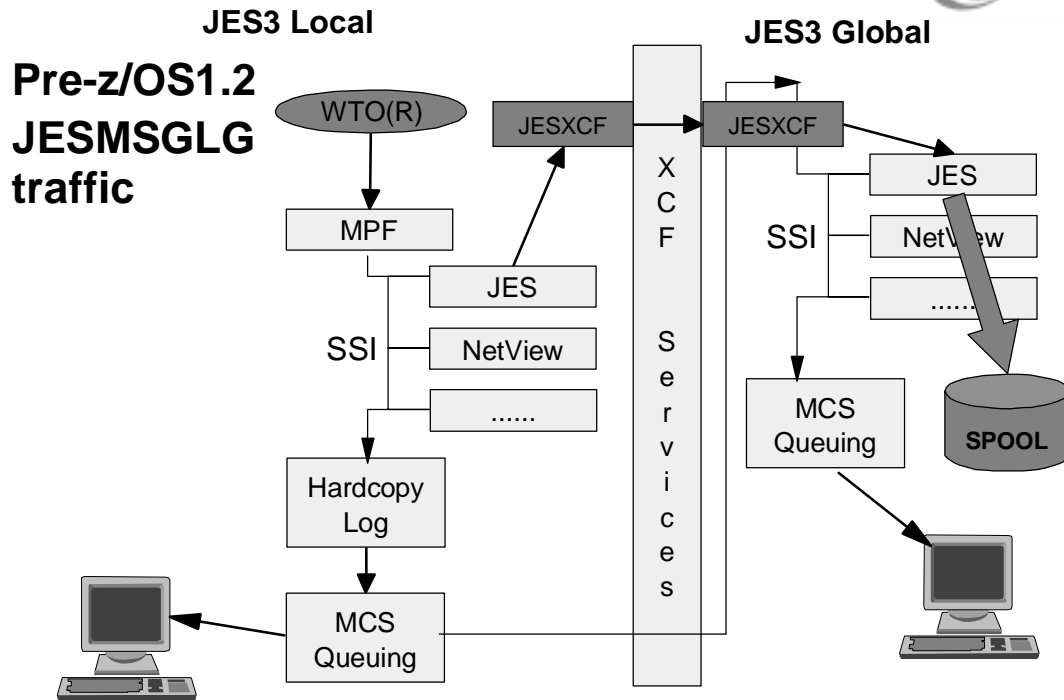 JES3 Local
JES3 Global
Pre-z/OS1.2
JESMSGLG
traffic
WTO(R)
JESXCF
JESXCF
MPF
JES
SSI
NetView
......
Hardcopy
Log
MCS
Queuing
X
C
F
S
e
r
v
i
c
e
s
JES
SSI
NetView
......
MCS
Queuing
SPOOL